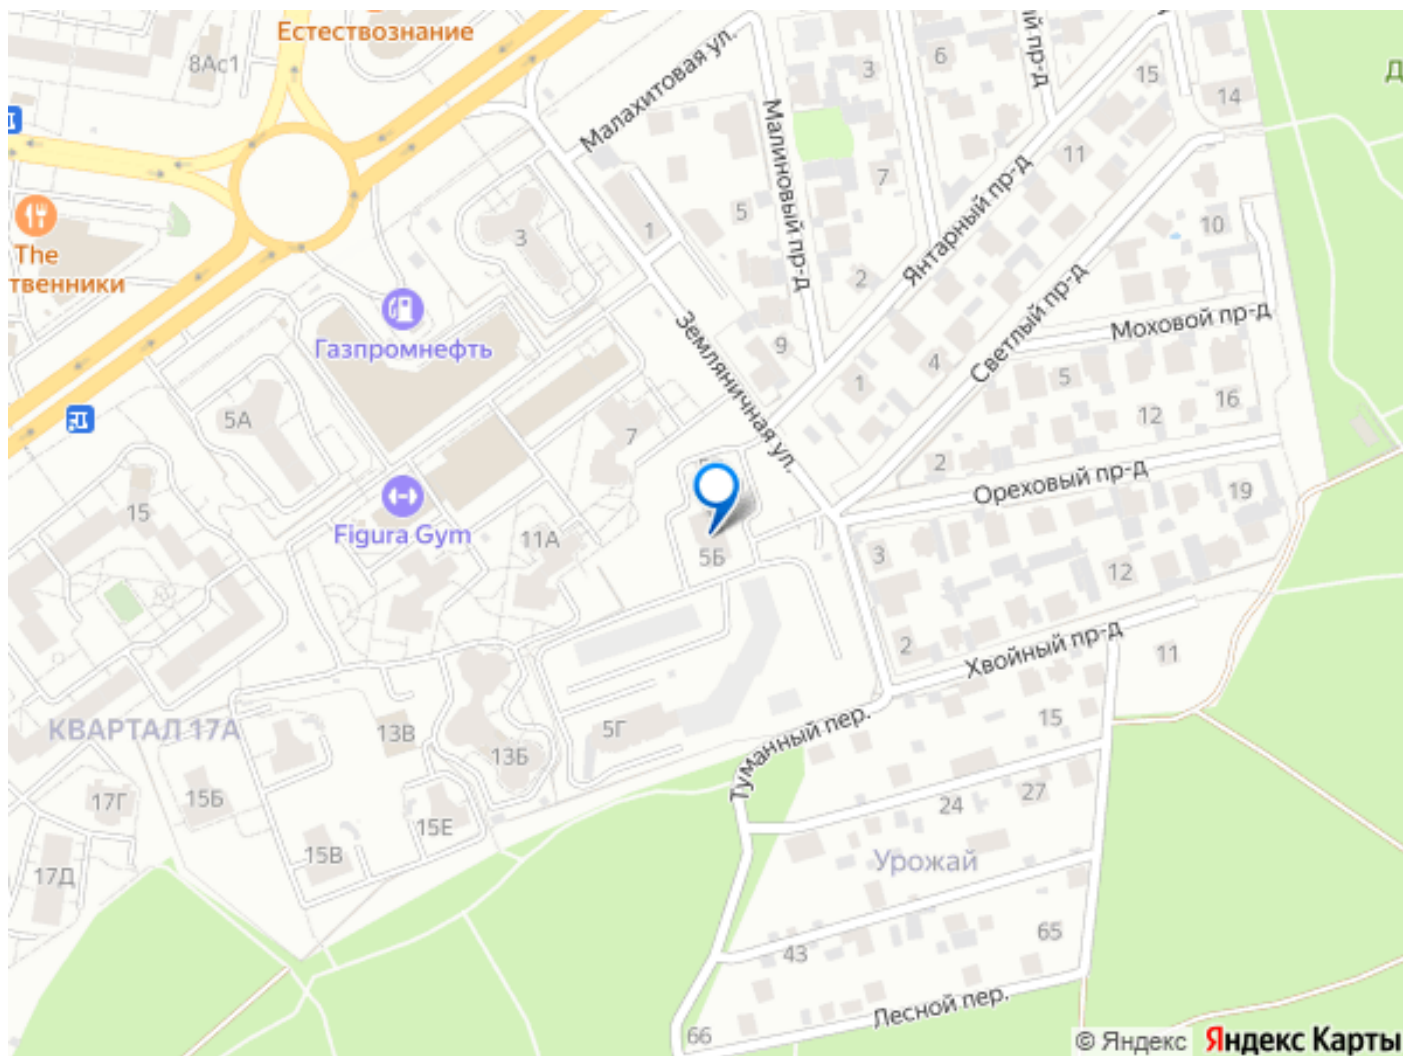 Естествознание
8Ас1
Малахитовая ул.
3
6
15
14
Д
Малиновый пр-д
й пр-д
11
7
5
Янтарный пр-д
10
The
твенники
3
1
2
Светлый пр-д
Газпромнефть
Земляничная ул.
9
Моховой пр-д
4
1
5
16
12
5А
7
2
Ореховый пр-д
19
15
Figura Gym
11А
5Б
3
12
2
Хвойный пр-д
11
КВАРТАЛ 17А
13В
13Б
5Г
Туманный пер.
15
17Г
15Б
15Е
24
27
15В
17Д
Урожай
43
65
66
Лесной пер.
© Яндекс Яндекс Карты